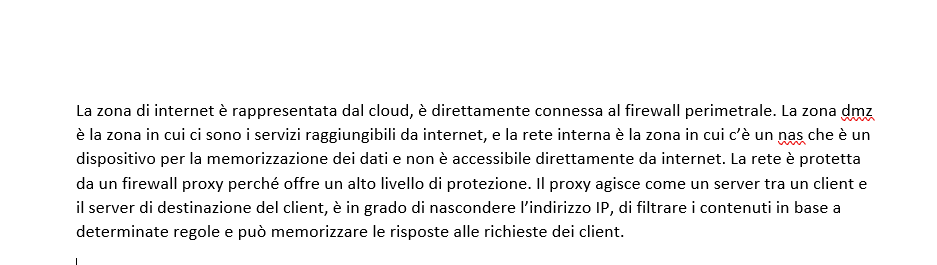 La zona di internet è rappresentata dal cloud, è direttamente connessa al firewall perimetrale. La zona dmz
è la zona in cui ci sono i servizi raggiungibili da internet, e la rete interna è la zona in cui c’è un nas che è un
dispositivo per la memorizzazione dei dati e non è accessibile direttamente da internet. La rete è protetta
da un firewall proxy perché offre un alto livello di protezione. Il proxy agisce come un server tra un client e
il server di destinazione del client, è in grado di nascondere l’indirizzo IP, di filtrare i contenuti in base a
determinate regole e può memorizzare le risposte alle richieste dei client.